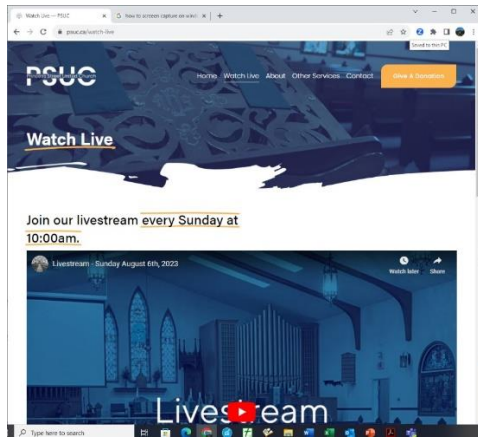 Watch Live — PSUC
how to screen capture on wind
psuc.ca/watch-live
Saved to this PC
PSUC
Home Watch Live About Other Services Contact Give A Donation
Watch Live
Join our livestream every Sunday at
10:00am.
Livestream - Sunday August 6th, 2023
Watch later Share
Livestream
Type here to search